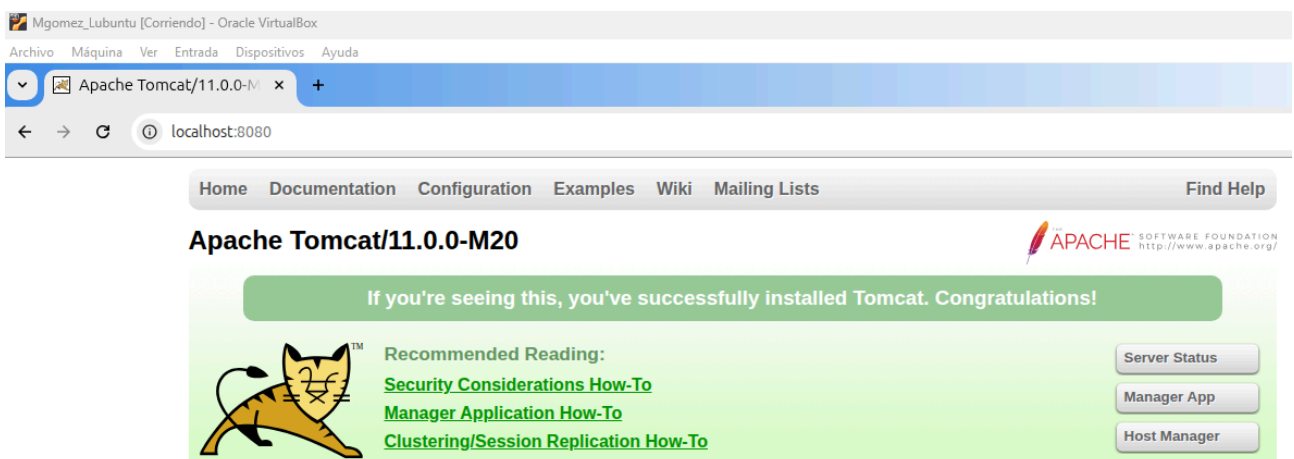 Mgomez_Lubuntu [Corriendo] - Oracle VirtualBox
Archivo Máquina Ver Entrada Dispositivos Ayuda
Apache Tomcat/11.0.0-M
localhost:8080
Home Documentation Configuration Examples Wiki Mailing Lists Find Help
Apache Tomcat/11.0.0-M20
THE
APACHE SOFTWARE FOUNDATION
http://www.apache.org/
If you're seeing this, you've successfully installed Tomcat. Congratulations!
TM
Recommended Reading:
Security Considerations How-To
Manager Application How-To
Clustering/Session Replication How-To
Server Status
Manager App
Host Manager